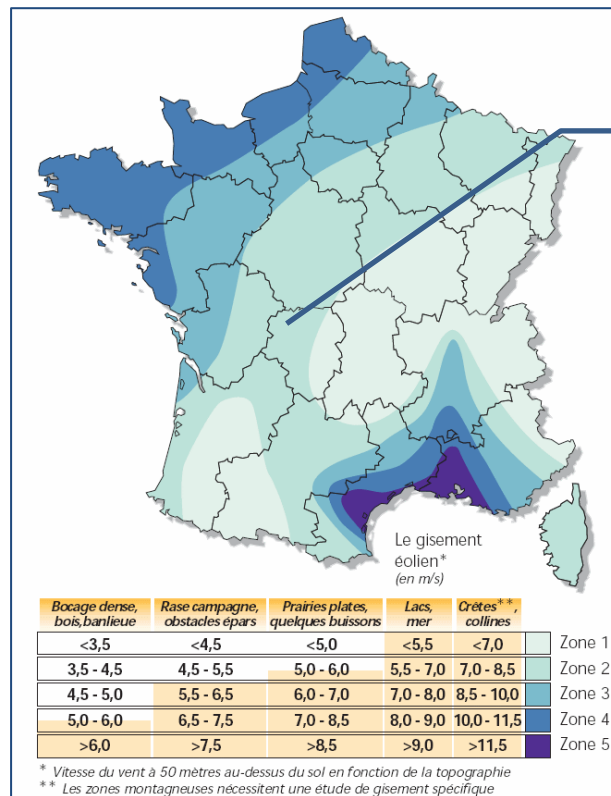 Le gisement
éolien*
(en m/s)
Bocage dense, bois,banlieue
Rase campagne, obstacles épars
Prairies plates, quelques buissons
Lacs, mer
Crêtes**, collines
<3,5 <4,5 <5,0 <5,5 <7,0 Zone 1
3,5 - 4,5 4,5 - 5,5 5,0 - 6,0 5,5 - 7,0 7,0 - 8,5 Zone 2
4,5 - 5,0 5,5 - 6,5 6,0 - 7,0 7,0 - 8,0 8,5 - 10,0 Zone 3
5,0 - 6,0 6,5 - 7,5 7,0 - 8,5 8,0 - 9,0 10,0 - 11,5 Zone 4
>6,0 >7,5 >8,5 >9,0 >11,5 Zone 5
* Vitesse du vent à 50 mètres au-dessus du sol en fonction de la topographie
** Les zones montagneuses nécessitent une étude de gisement spécifique